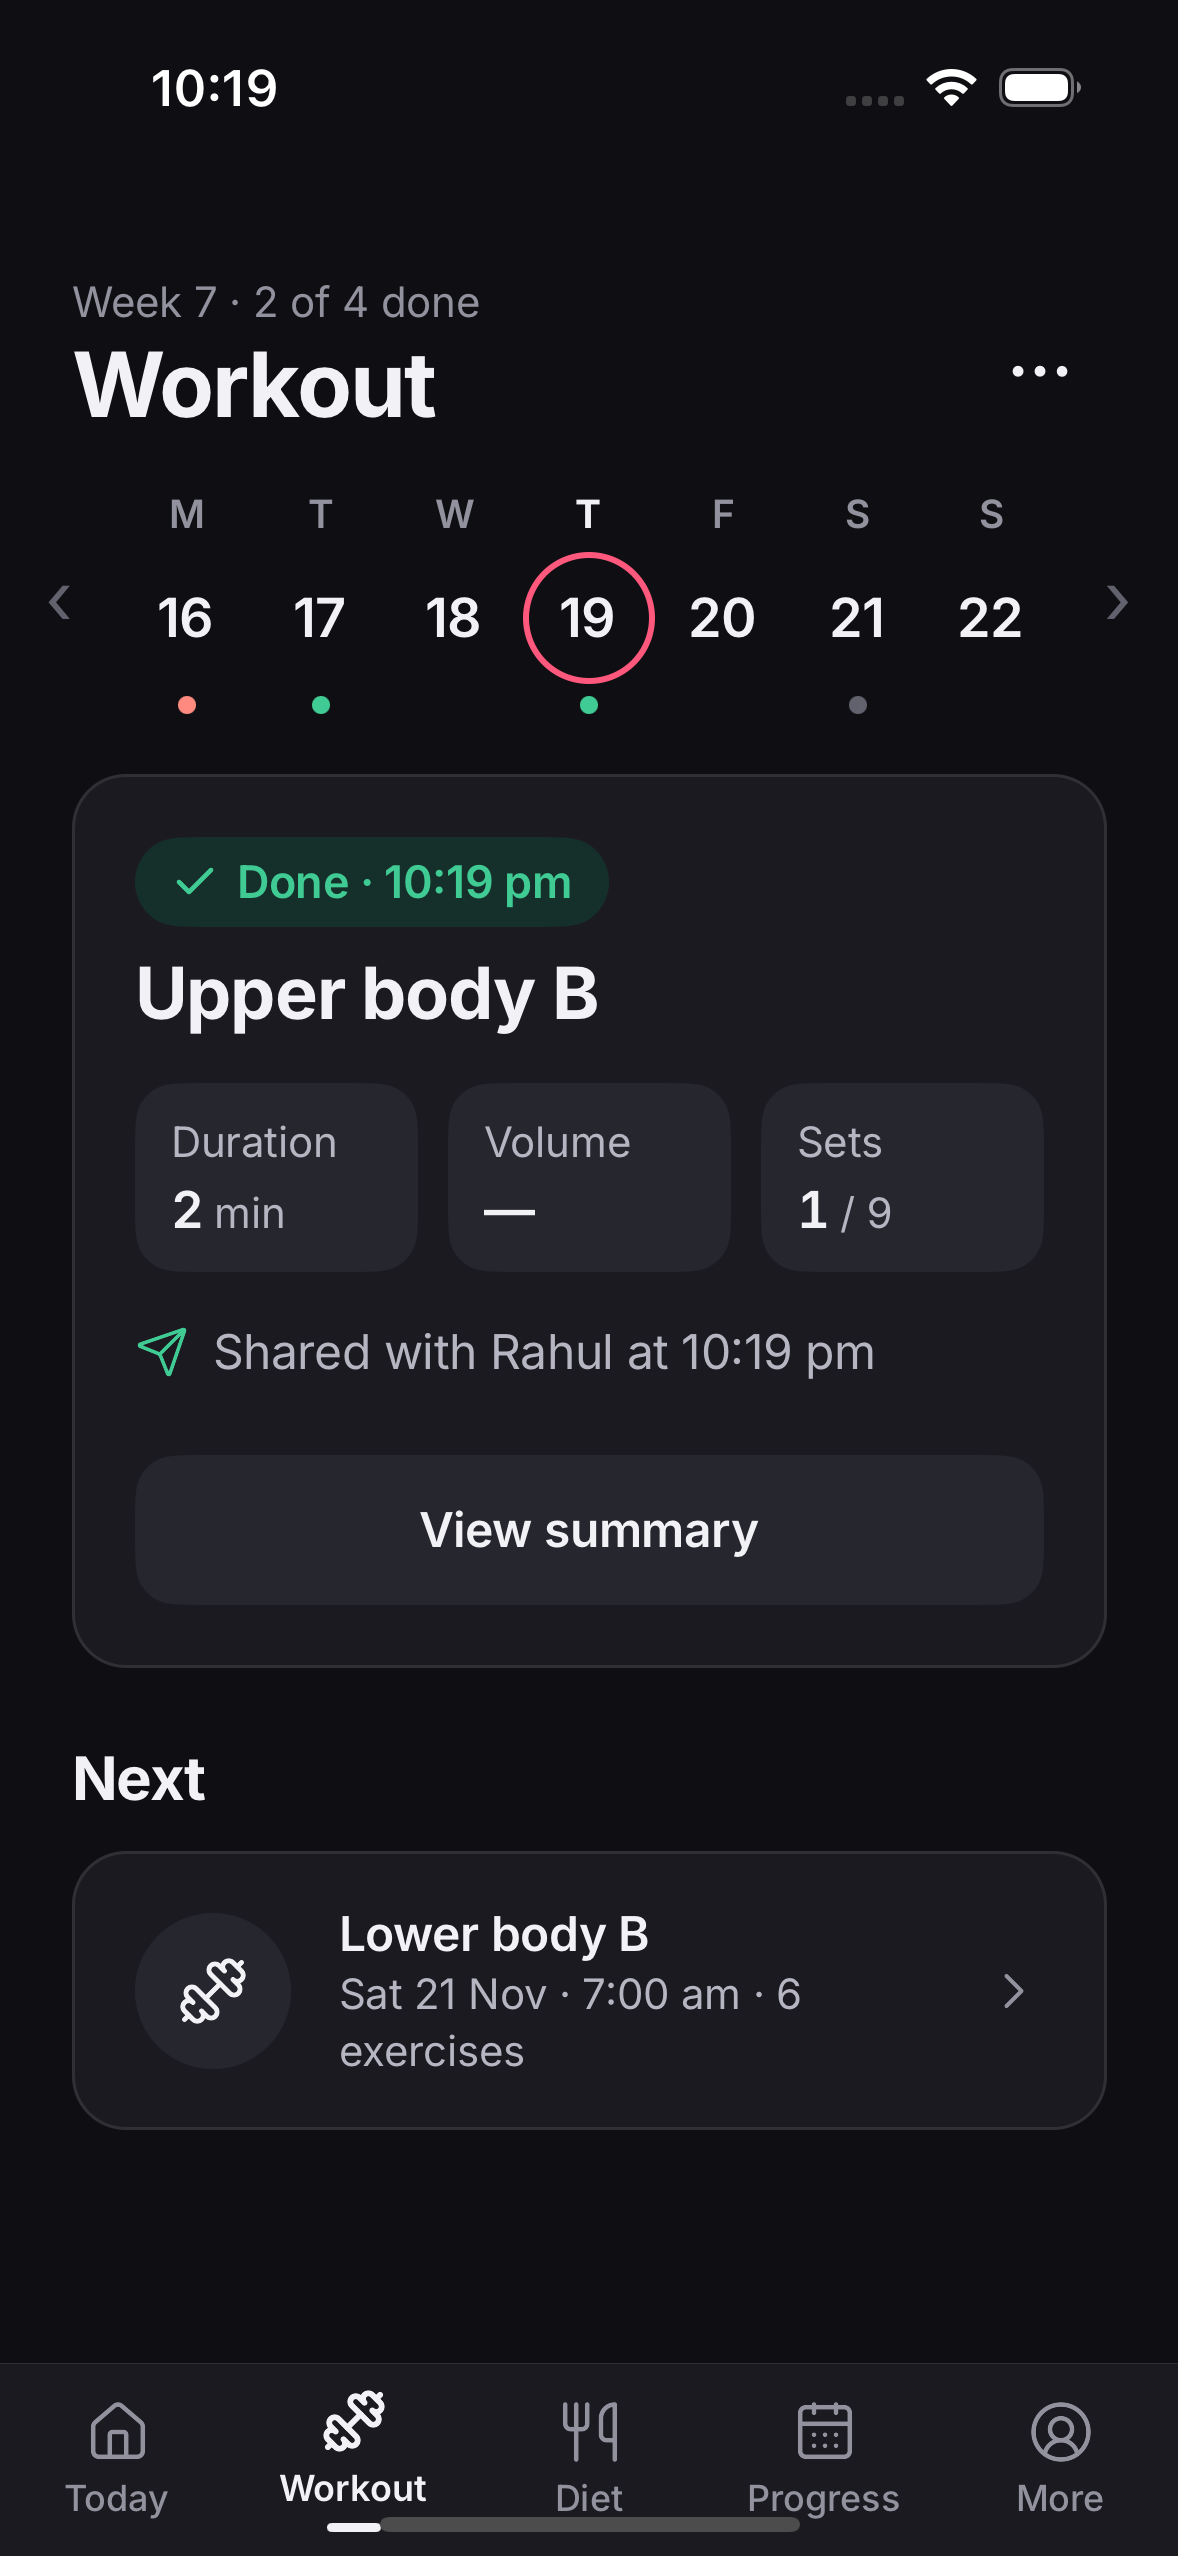 10:19
Week 7 · 2 of 4 done
Workout
M T W T F S S
16 17 18 19 20 21 22
Done · 10:19 pm
Upper body B
Duration Volume Sets
2 min — 1 / 9
Shared with Rahul at 10:19 pm
View summary
Next
Lower body B
Sat 21 Nov · 7:00 am · 6
exercises
Today Workout Diet Progress More